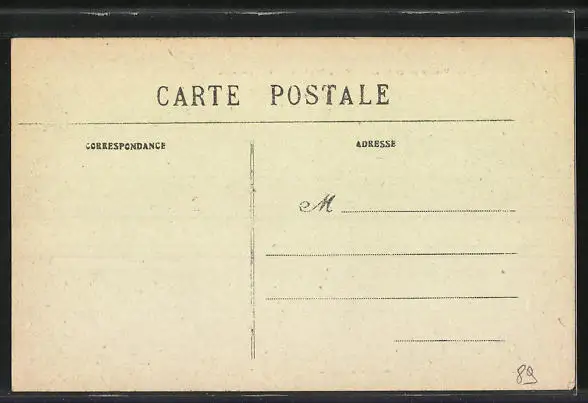 CARTE POSTALE
CORRESPONDANCE
ADRESSE
M
89